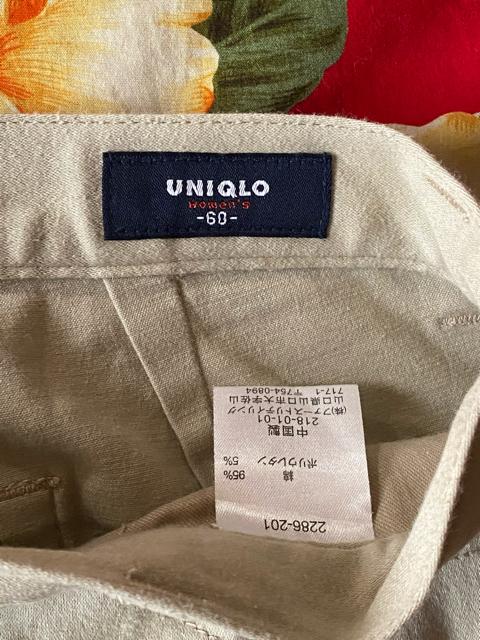 UNIQLO
WOMEN'S
-60-
2286-201
綿 95%
ポリウレタン 5%
中国製
218-01-01
(株)ファーストリテイリング
山口県山口市大字佐山
717-1 〒754-0894